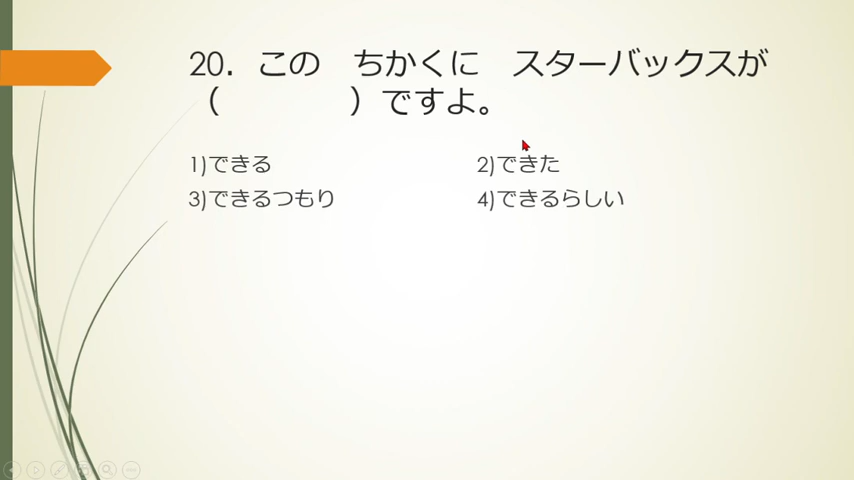 20．この　ちかくに　スターバックスが
（　　　　）ですよ。
1)できる　2)できた
3)できるつもり　4)できるらしい